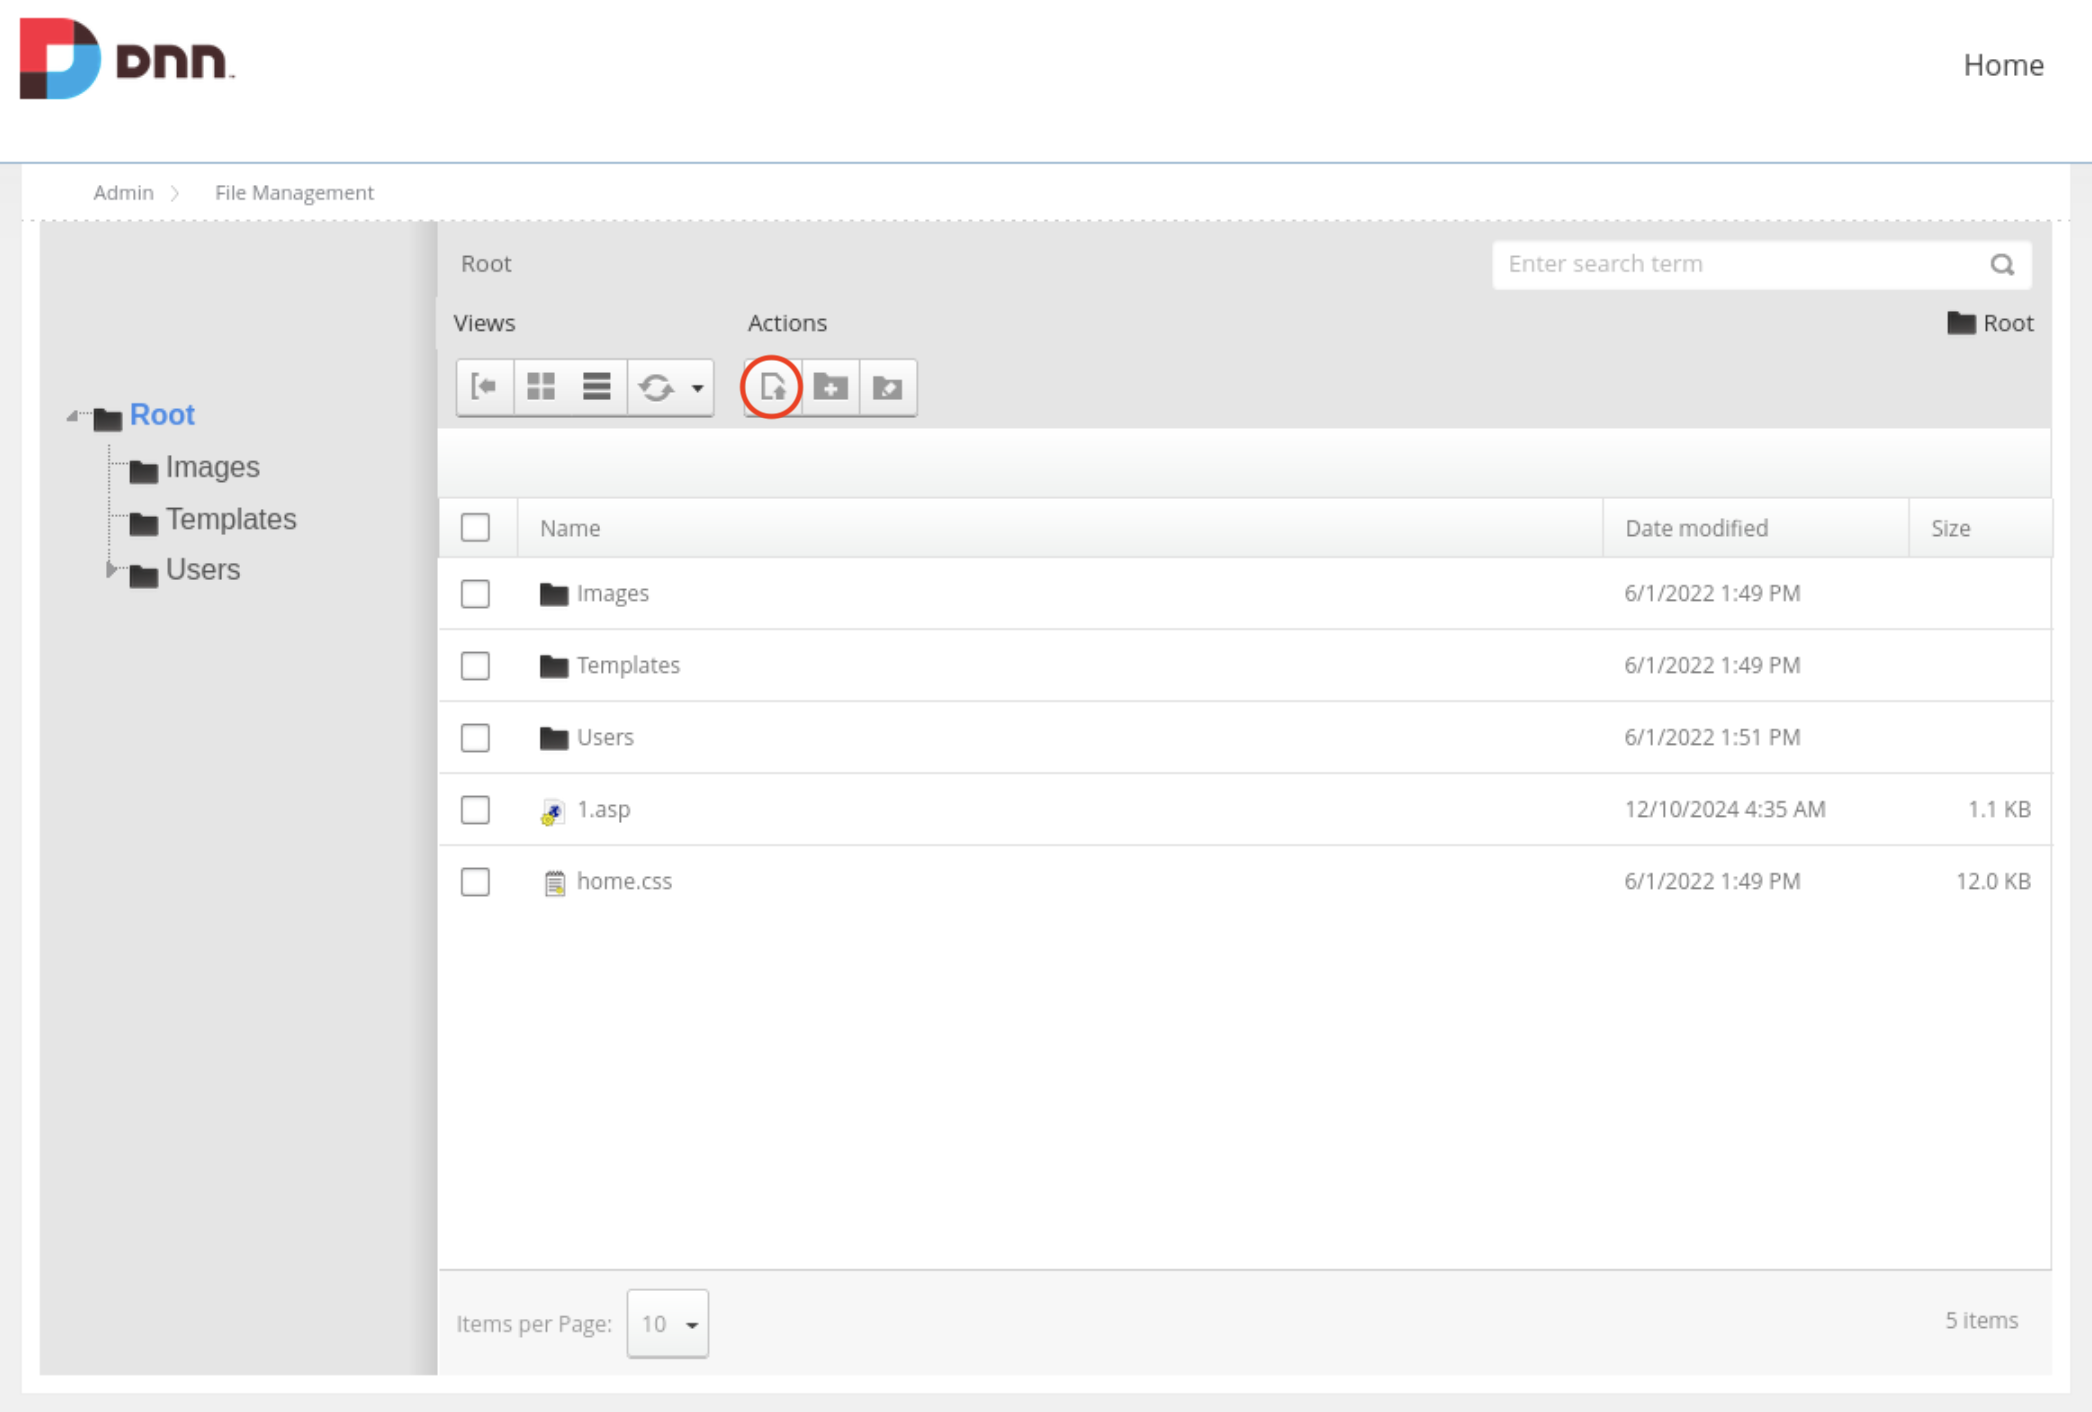 DNN
Home
Admin
File Management
Root
Enter search term
Views
Actions
Root
Root
Images
Templates
Users
Name
Date modified
Size
Images
6/1/2022 1:49 PM
Templates
6/1/2022 1:49 PM
Users
6/1/2022 1:51 PM
1.asp
12/10/2024 4:35 AM
1.1 KB
home.css
6/1/2022 1:49 PM
12.0 KB
Items per Page:
10
5 items